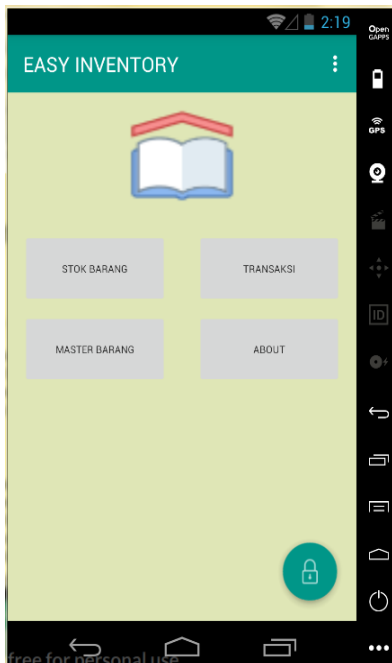 2:19
Open
GAPPS
EASY INVENTORY
GPS
STOK BARANG
TRANSAKSI
MASTER BARANG
ABOUT
ID
free for personal use